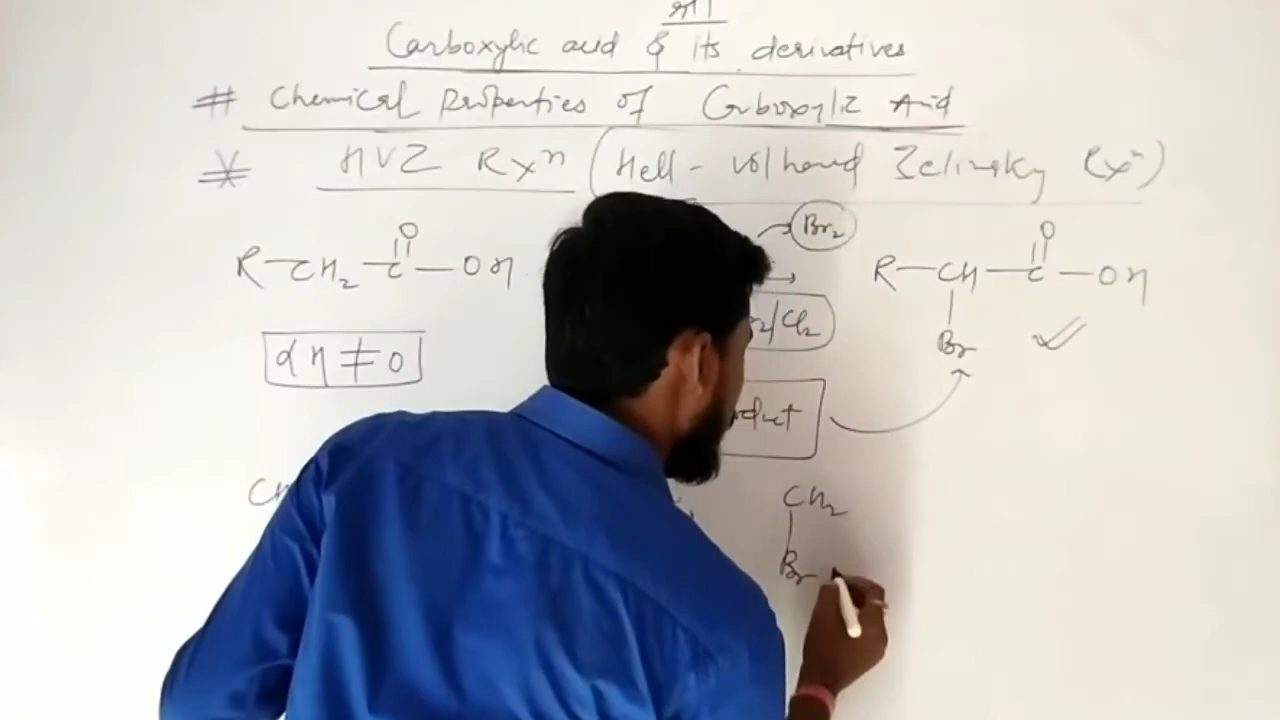 श्री
Carboxylic acid & its derivatives
# Chemical Properties of Carboxylic Acid
* HVZ Rxⁿ (Hell - Volhard Zelinsky Rxⁿ)
Br₂
O O
R-CH₂-C-OH → R-CH-C-OH
/Cl₂
Br ✓
αH ≠ 0
CH₂
Br